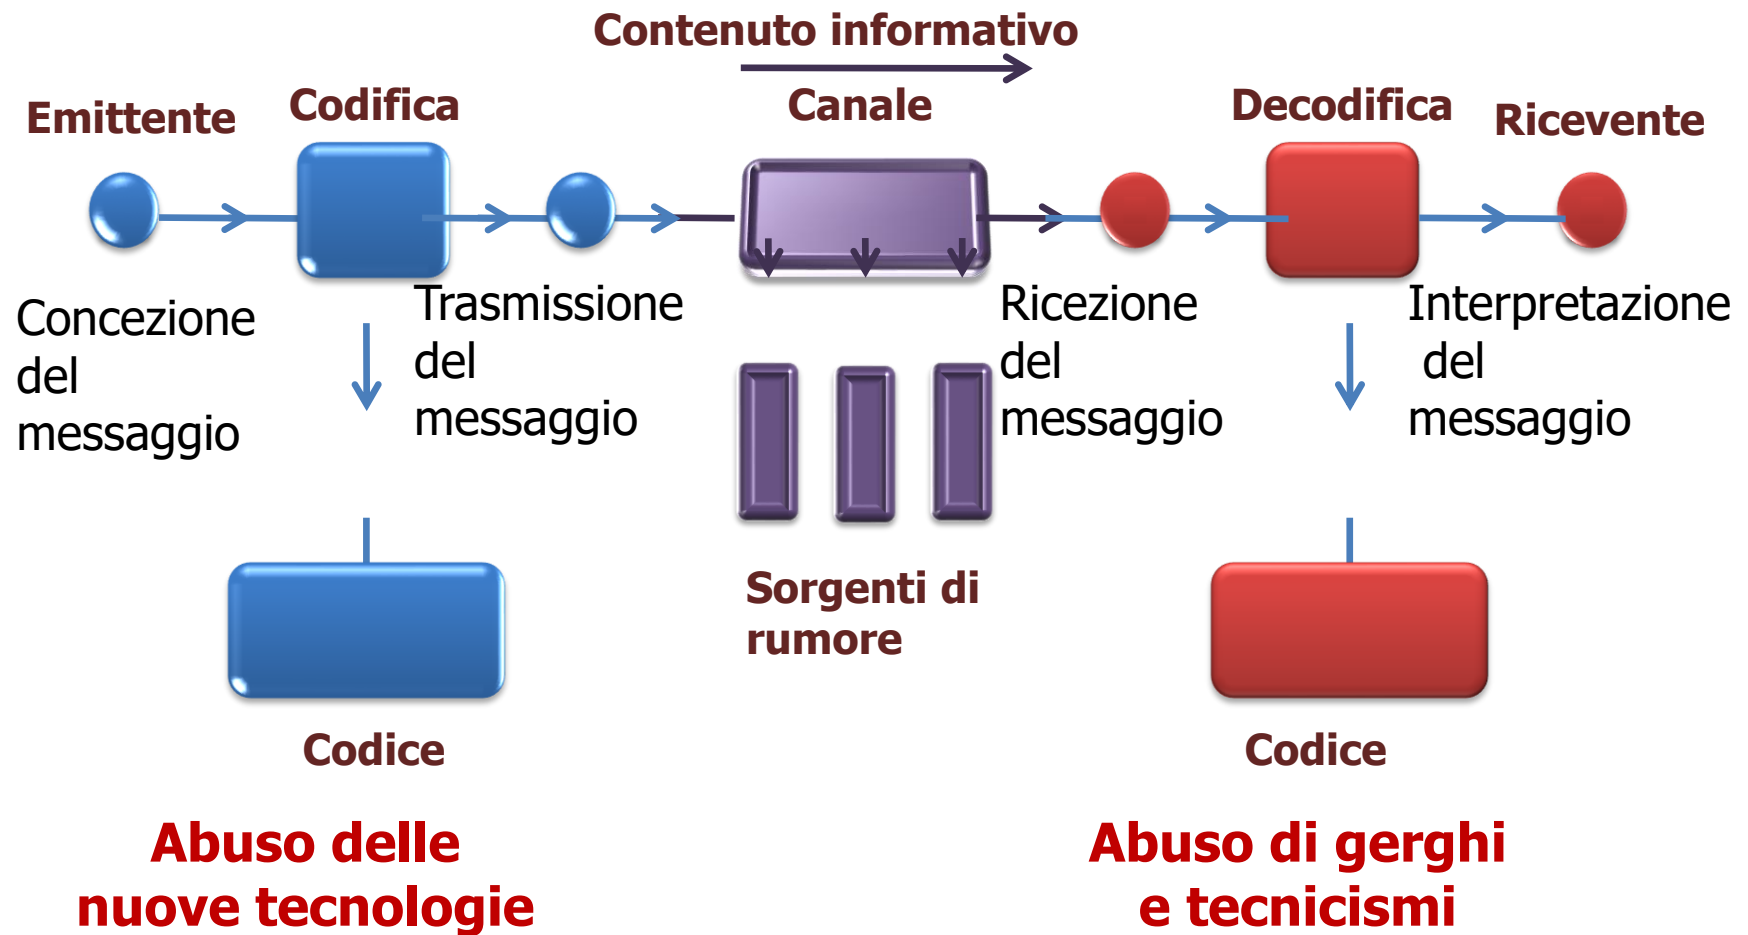 Contenuto informativo
Emittente
Codifica
Canale
Decodifica
Ricevente
Concezione
del
messaggio
Trasmissione
del
messaggio
Ricezione
del
messaggio
Interpretazione
del
messaggio
Sorgenti di
rumore
Codice
Codice
Abuso delle
nuove tecnologie
Abuso di gerghi
e tecnicismi